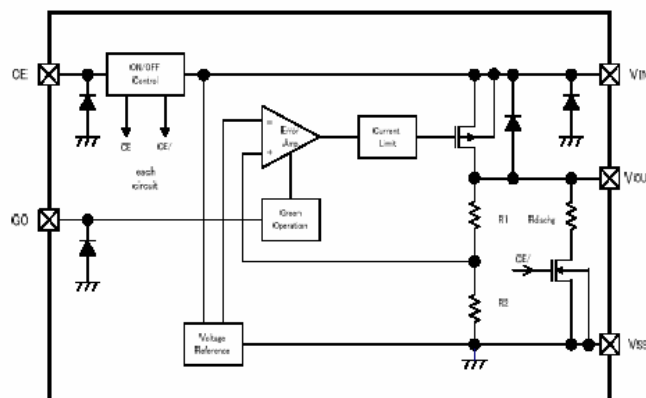 CE
ON/OFF
Control
VIN
CE
CE/
each
circuit
-
+
Error
Amp
Current
Limit
VOU
GO
Green
Operation
R1
Rdischg
CE/
R2
Voltage
Reference
VSS